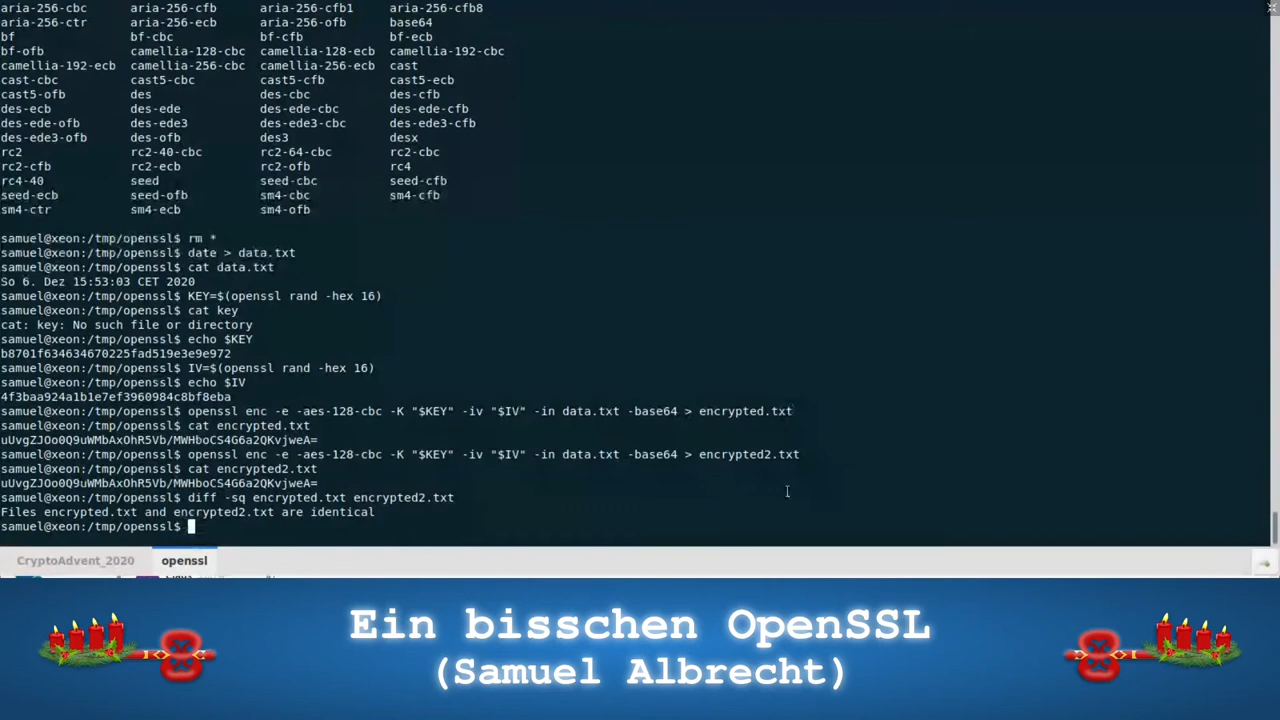 aria-256-cbc aria-256-cfb aria-256-cfb1 aria-256-cfb8
aria-256-ctr aria-256-ecb aria-256-ofb base64
bf bf-cbc bf-cfb bf-ecb
bf-ofb camellia-128-cbc camellia-128-ecb camellia-192-cbc
camellia-192-ecb camellia-256-cbc camellia-256-ecb cast
cast-cbc cast5-cbc cast5-cfb cast5-ecb
cast5-ofb des des-cbc des-cfb
des-ecb des-ede des-ede-cbc des-ede-cfb
des-ede-ofb des-ede3 des-ede3-cbc des-ede3-cfb
des-ede3-ofb des-ofb des3 desx
rc2 rc2-40-cbc rc2-64-cbc rc2-cbc
rc2-cfb rc2-ecb rc2-ofb rc4
rc4-40 seed seed-cbc seed-cfb
seed-ecb seed-ofb sm4-cbc sm4-cfb
sm4-ctr sm4-ecb sm4-ofb
samuel@xeon:/tmp/openssl$ rm *
samuel@xeon:/tmp/openssl$ date > data.txt
samuel@xeon:/tmp/openssl$ cat data.txt
So 6. Dez 15:53:03 CET 2020
samuel@xeon:/tmp/openssl$ KEY=$(openssl rand -hex 16)
samuel@xeon:/tmp/openssl$ cat key
cat: key: No such file or directory
samuel@xeon:/tmp/openssl$ echo $KEY
b8701f634634670225fad519e3e9e972
samuel@xeon:/tmp/openssl$ IV=$(openssl rand -hex 16)
samuel@xeon:/tmp/openssl$ echo $IV
4f3baa924a1b1e7ef3960984c8bf8eba
samuel@xeon:/tmp/openssl$ openssl enc -e -aes-128-cbc -K "$KEY" -iv "$IV" -in data.txt -base64 > encrypted.txt
samuel@xeon:/tmp/openssl$ cat encrypted.txt
uUvgZJOo0Q9uWMbAxOhR5Vb/MWHboCS4G6a2QKvjweA=
samuel@xeon:/tmp/openssl$ openssl enc -e -aes-128-cbc -K "$KEY" -iv "$IV" -in data.txt -base64 > encrypted2.txt
samuel@xeon:/tmp/openssl$ cat encrypted2.txt
uUvgZJOo0Q9uWMbAxOhR5Vb/MWHboCS4G6a2QKvjweA=
samuel@xeon:/tmp/openssl$ diff -sq encrypted.txt encrypted2.txt
Files encrypted.txt and encrypted2.txt are identical
samuel@xeon:/tmp/openssl$
CryptoAdvent_2020 openssl
Ein bisschen OpenSSL
(Samuel Albrecht)